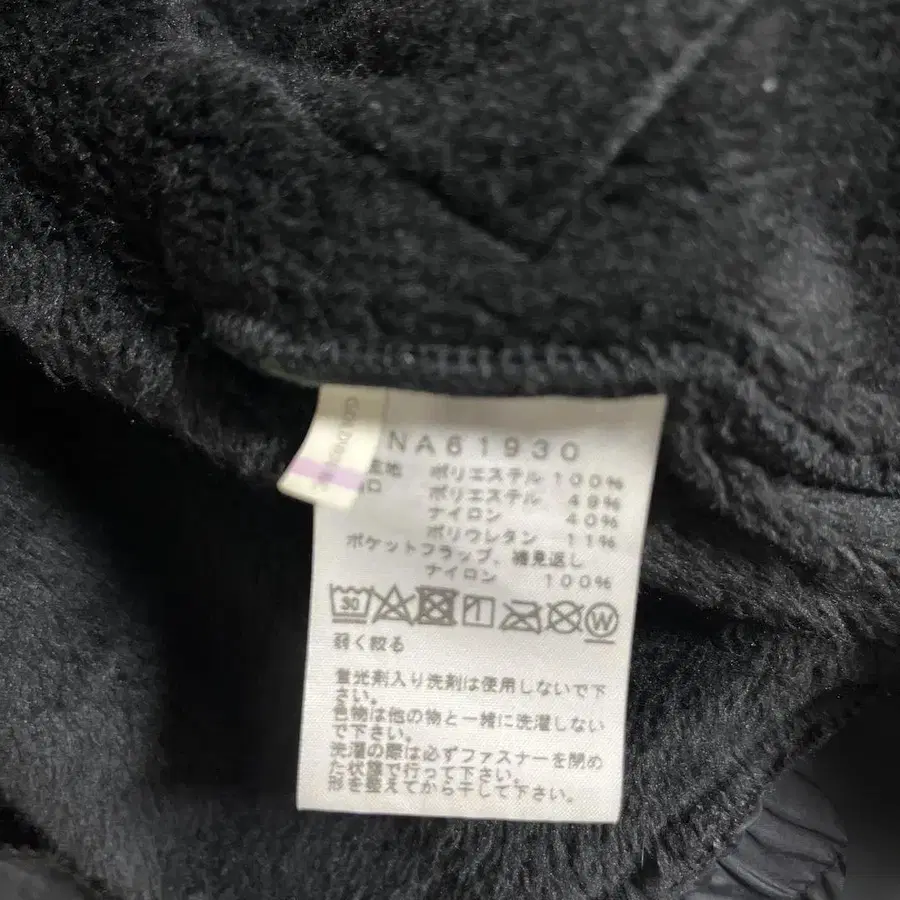 NA61930
生地 ポリエステル 100%
口 ポリエステル 49%
ナイロン 40%
ポリウレタン 11%
ポケットフラップ、裾見返し
ナイロン 100%
30 W
弱く絞る
蛍光剤入り洗剤は使用しないで下
さい。
色物は他の物と一緒に洗濯しない
で下さい。
洗濯の際は必ずファスナーを閉め
た状態で行って下さい。
形を整えてから干して下さい。